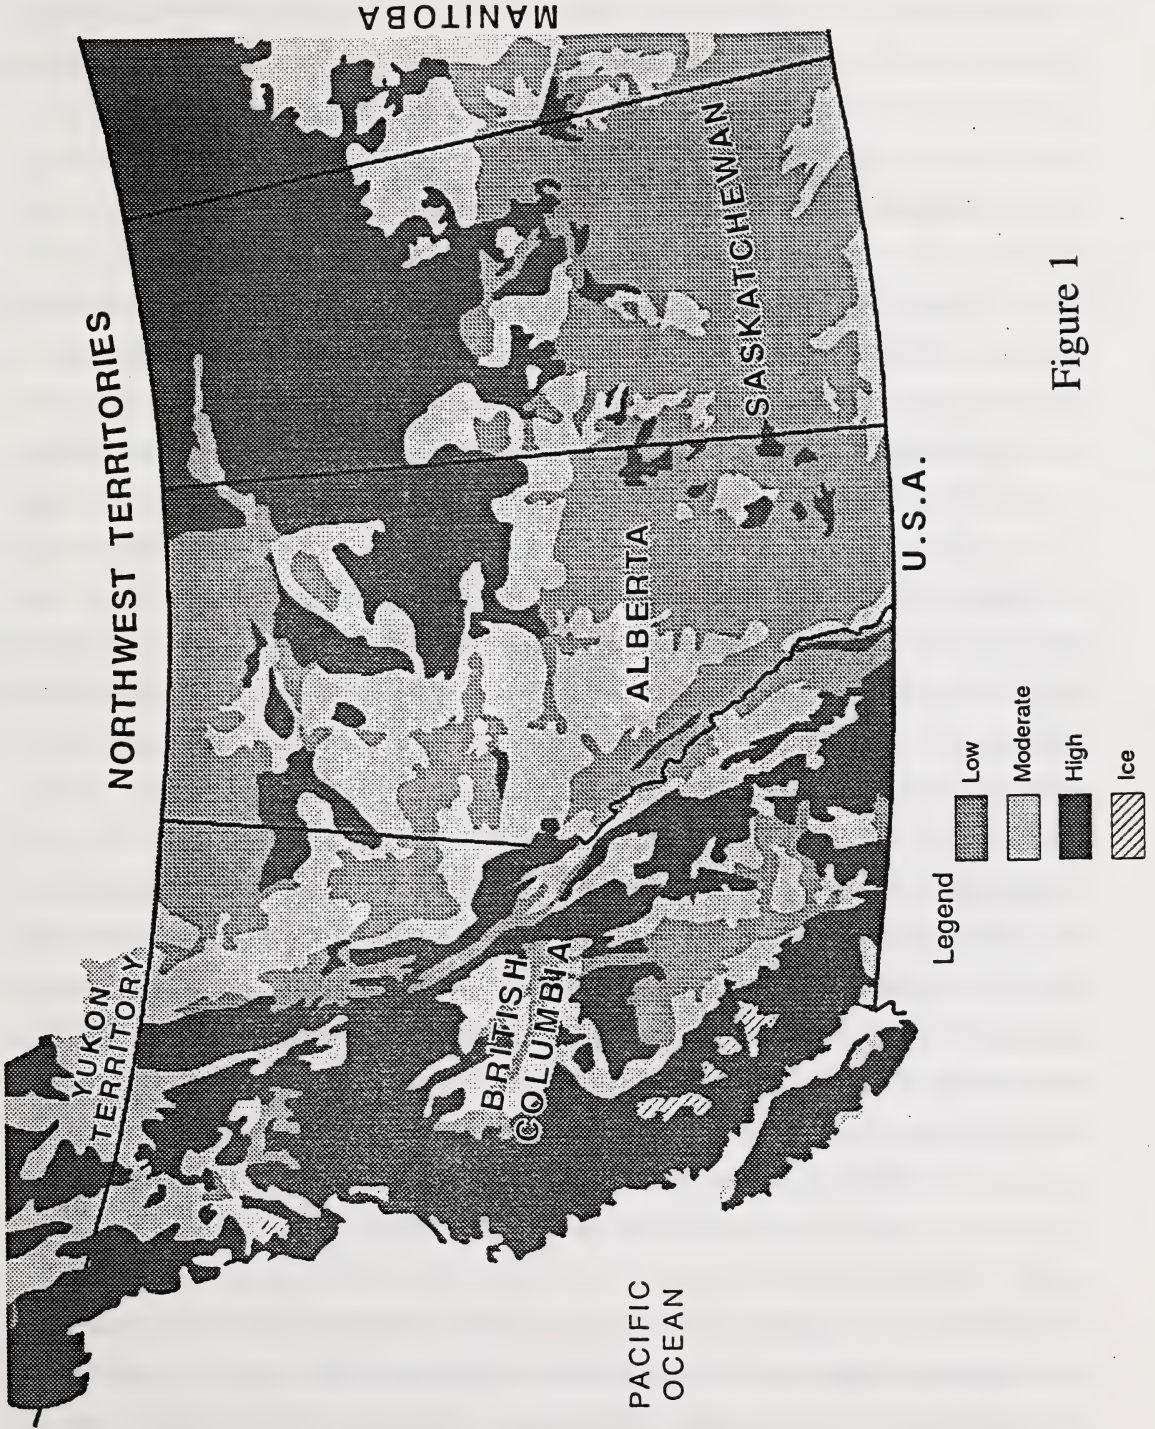 NORTHWEST TERRITORIES
YUKON
TERRITORY
BRITISH
COLUMBIA
ALBERTA
SASKATCHEWAN
MANITOBA
PACIFIC
OCEAN
U.S.A.
Legend
Low
Moderate
High
Ice
Figure 1